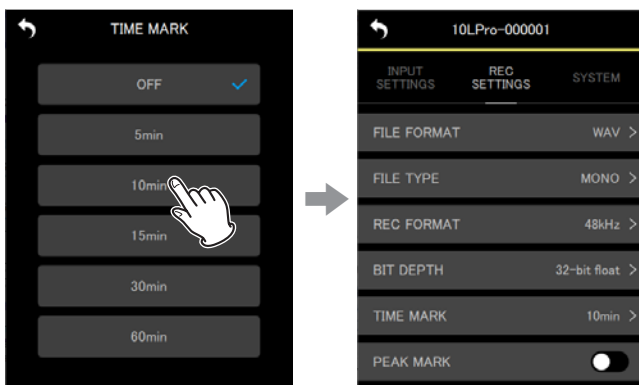 TIME MARK
OFF
5min
10min
15min
30min
60min
10LPro-000001
INPUT SETTINGS
REC SETTINGS
SYSTEM
FILE FORMAT WAV >
FILE TYPE MONO >
REC FORMAT 48kHz >
BIT DEPTH 32-bit float >
TIME MARK 10min >
PEAK MARK